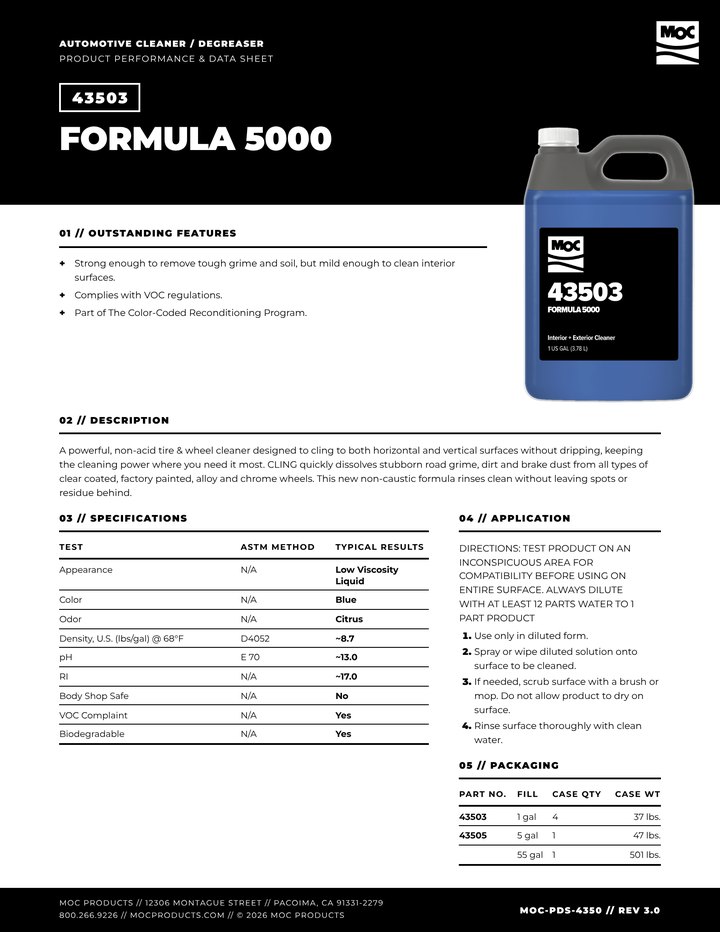 MOC
AUTOMOTIVE CLEANER / DEGREASER
PRODUCT PERFORMANCE & DATA SHEET
43503
FORMULA 5000
MOC
43503
FORMULA 5000
Interior + Exterior Cleaner
1 US GAL (3.78 L)
01 // OUTSTANDING FEATURES
+ Strong enough to remove tough grime and soil, but mild enough to clean interior
surfaces.
+ Complies with VOC regulations.
+ Part of The Color-Coded Reconditioning Program.
02 // DESCRIPTION
A powerful, non-acid tire & wheel cleaner designed to cling to both horizontal and vertical surfaces without dripping, keeping
the cleaning power where you need it most. CLING quickly dissolves stubborn road grime, dirt and brake dust from all types of
clear coated, factory painted, alloy and chrome wheels. This new non-caustic formula rinses clean without leaving spots or
residue behind.
03 // SPECIFICATIONS
TEST ASTM METHOD TYPICAL RESULTS
Appearance N/A Low Viscosity
Liquid
Color N/A Blue
Odor N/A Citrus
Density, U.S. (lbs/gal) @ 68°F D4052 ~8.7
pH E 70 ~13.0
RI N/A ~17.0
Body Shop Safe N/A No
VOC Complaint N/A Yes
Biodegradable N/A Yes
04 // APPLICATION
DIRECTIONS: TEST PRODUCT ON AN
INCONSPICUOUS AREA FOR
COMPATIBILITY BEFORE USING ON
ENTIRE SURFACE. ALWAYS DILUTE
WITH AT LEAST 12 PARTS WATER TO 1
PART PRODUCT
1. Use only in diluted form.
2. Spray or wipe diluted solution onto
surface to be cleaned.
3. If needed, scrub surface with a brush or
mop. Do not allow product to dry on
surface.
4. Rinse surface thoroughly with clean
water.
05 // PACKAGING
PART NO. FILL CASE QTY CASE WT
43503 1 gal 4 37 lbs.
43505 5 gal 1 47 lbs.
55 gal 1 501 lbs.
MOC PRODUCTS // 12306 MONTAGUE STREET // PACOIMA, CA 91331-2279
800.266.9226 // MOCPRODUCTS.COM // © 2026 MOC PRODUCTS
MOC-PDS-4350 // REV 3.0